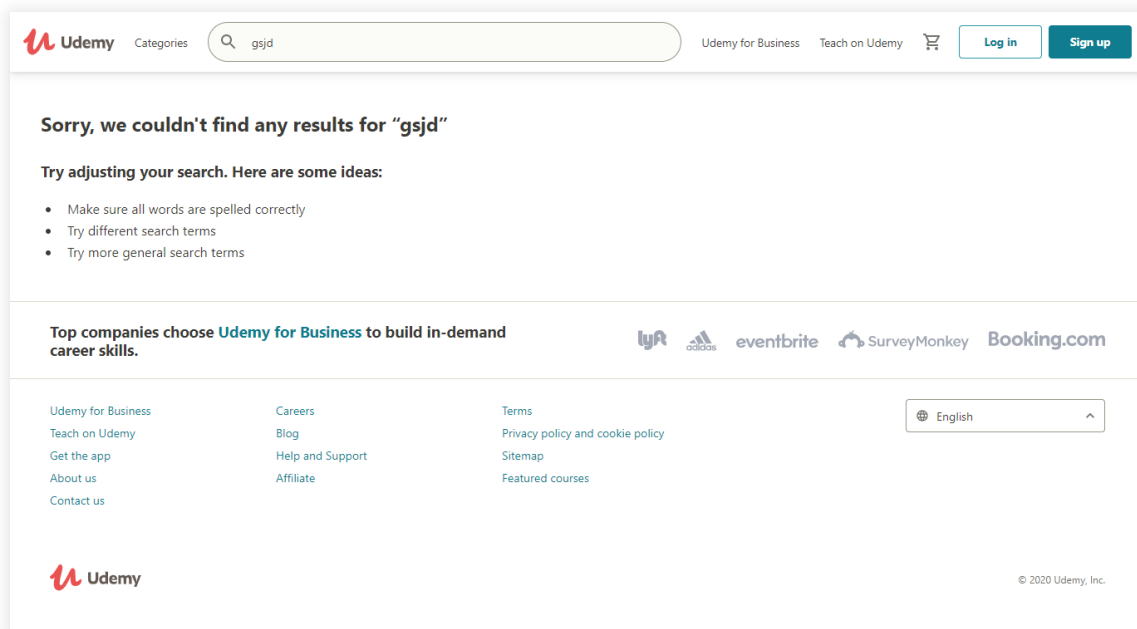 Udemy Categories gsjd Udemy for Business Teach on Udemy Log in Sign up
Sorry, we couldn't find any results for “gsjd”
Try adjusting your search. Here are some ideas:
Make sure all words are spelled correctly
Try different search terms
Try more general search terms
Top companies choose Udemy for Business to build in-demand
career skills.
lyft adidas eventbrite SurveyMonkey Booking.com
Udemy for Business
Teach on Udemy
Get the app
About us
Contact us
Careers
Blog
Help and Support
Affiliate
Terms
Privacy policy and cookie policy
Sitemap
Featured courses
English
Udemy
© 2020 Udemy, Inc.